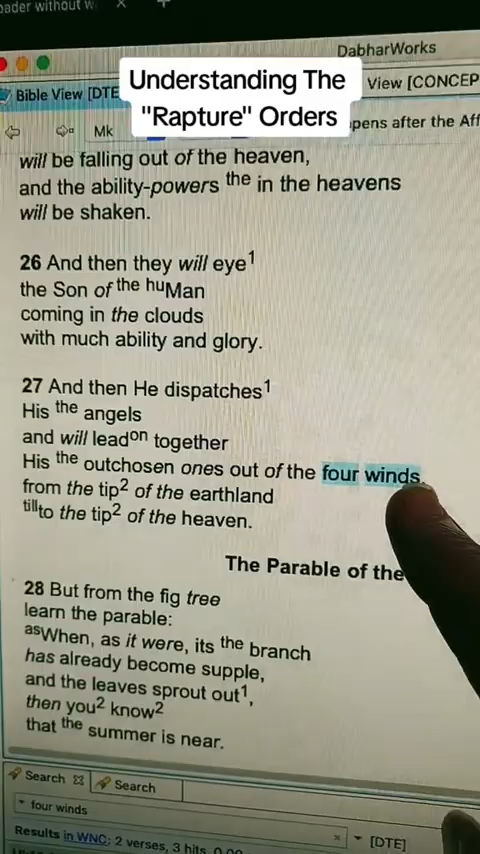 oader without w
DabharWorks
Bible View [DTE
View [CONCEP
Understanding The
"Rapture" Orders
Mk
pens after the Aff
will be falling out of the heaven,
and the ability-powers the in the heavens
will be shaken.
26 And then they will eye1
the Son of the huMan
coming in the clouds
with much ability and glory.
27 And then He dispatches1
His the angels
and will leadon together
His the outchosen ones out of the four winds
from the tip2 of the earthland
tillto the tip2 of the heaven.
The Parable of the
28 But from the fig tree
learn the parable:
asWhen, as it were, its the branch
has already become supple,
and the leaves sprout out1,
then you2 know2
that the summer is near.
Search
Search
four winds
[DTE]
Results in WNC: 2 verses, 3 hits, 0.00